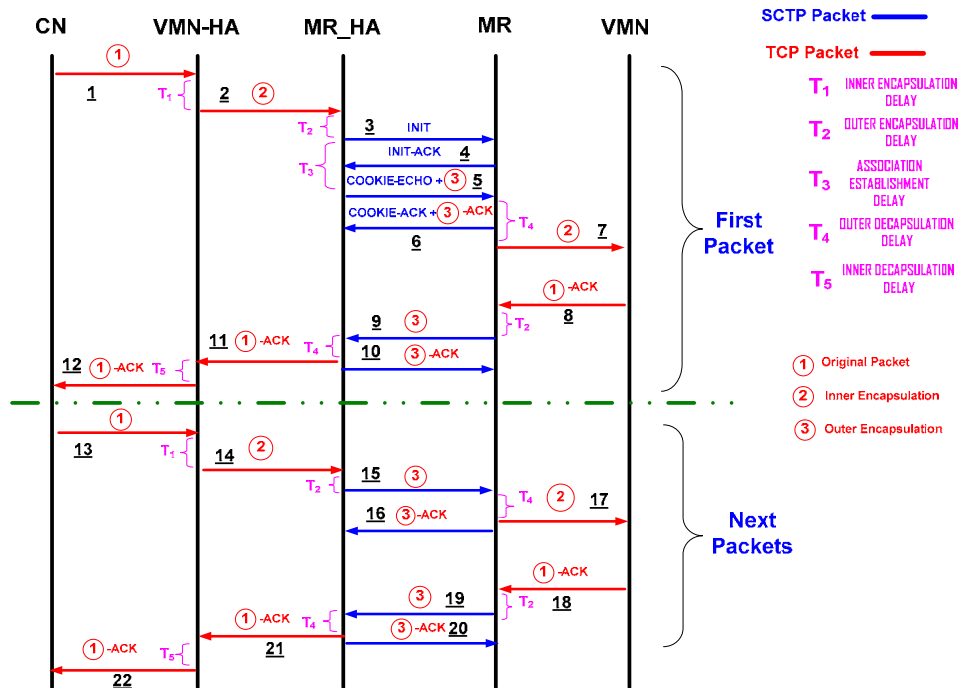 CN VMN-HA MR_HA MR VMN
SCTP Packet
TCP Packet
1
1
T1
2
2
T2
3
INIT
INIT-ACK
4
T3
COOKIE-ECHO + 3
5
COOKIE-ACK + 3 -ACK
6
T4
2
7
1 -ACK
8
T2
9
3
T4
10
3 -ACK
11
1 -ACK
12
1 -ACK
T5
First
Packet
T1 INNER ENCAPSULATION
DELAY
T2 OUTER ENCAPSULATION
DELAY
T3 ASSOCIATION
ESTABLISHMENT
DELAY
T4 OUTER DECAPSULATION
DELAY
T5 INNER DECAPSULATION
DELAY
1 Original Packet
2 Inner Encapsulation
3 Outer Encapsulation
1
13
T1
14
2
T2
15
3
16
3 -ACK
T4
2
17
1 -ACK
18
T2
3
19
T4
3 -ACK
20
1 -ACK
21
1 -ACK
T5
22
Next
Packets